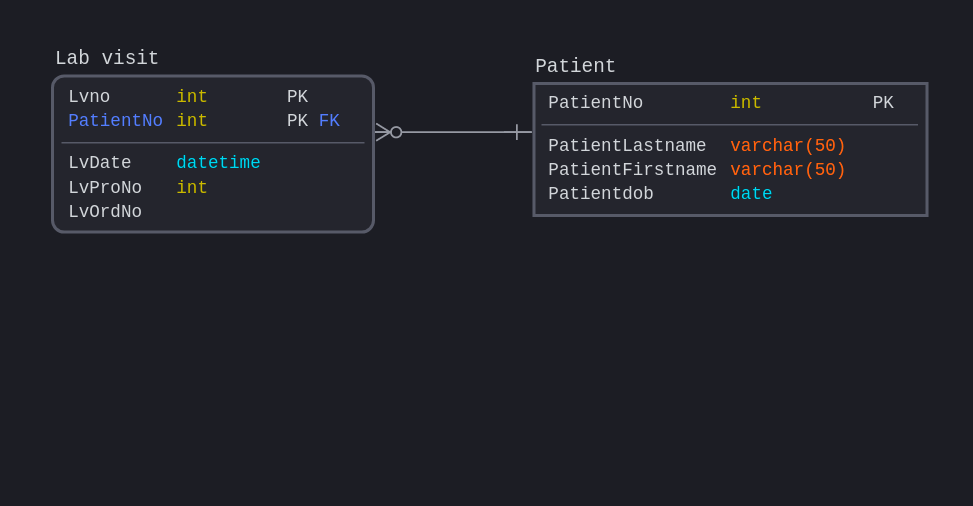 Lab visit
Lvno int PK
PatientNo int PK FK
LvDate datetime
LvProNo int
LvOrdNo
Patient
PatientNo int PK
PatientLastname varchar(50)
PatientFirstname varchar(50)
Patientdob date